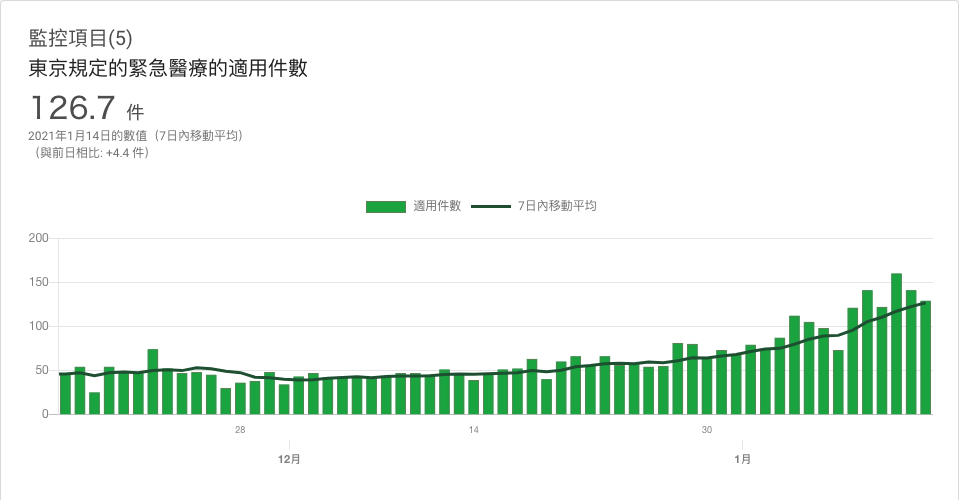 監控項目(5)
東京規定的緊急醫療的適用件數
126.7 件
2021年1月14日的數值（7日內移動平均）
（與前日相比: +4.4 件）
適用件數 7日內移動平均
200
150
100
50
0
28 14 30
12月 1月